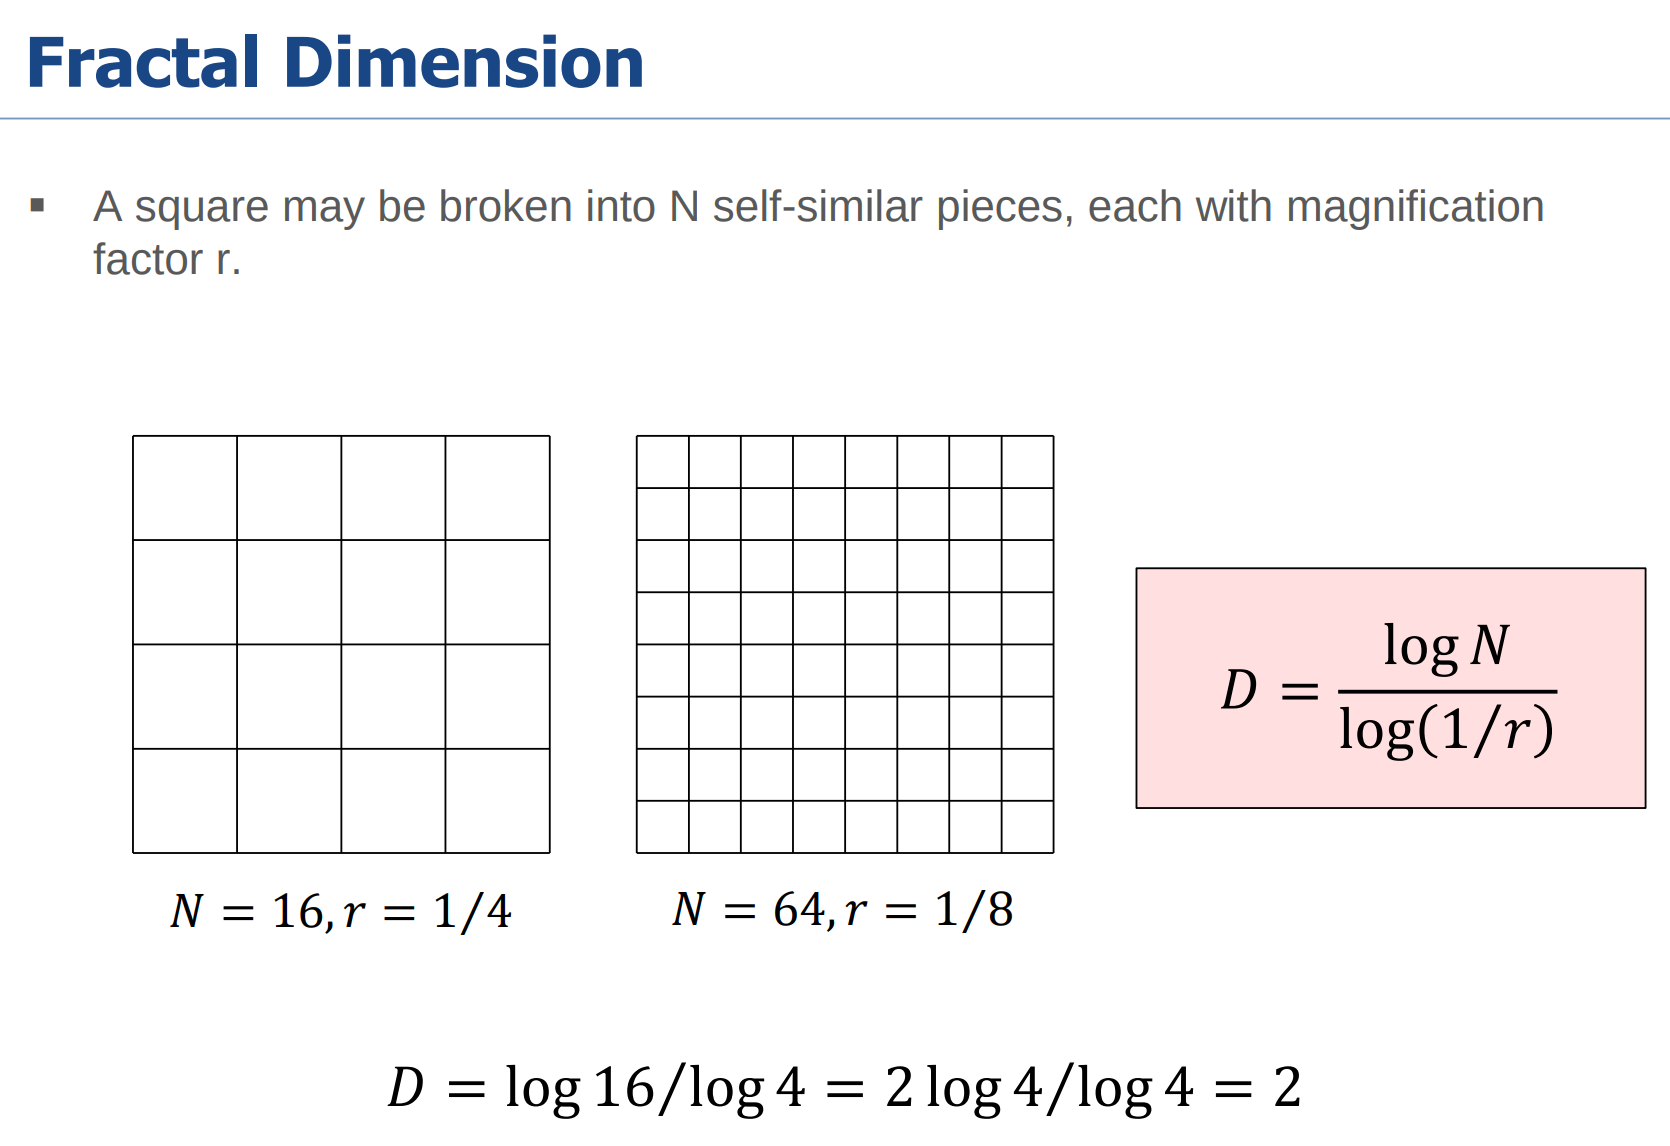 Fractal Dimension
▪ A square may be broken into N self-similar pieces, each with magnification
factor r.
D = log N / log(1/r)
N = 16, r = 1/4
N = 64, r = 1/8
D = log 16/log 4 = 2 log 4/log 4 = 2